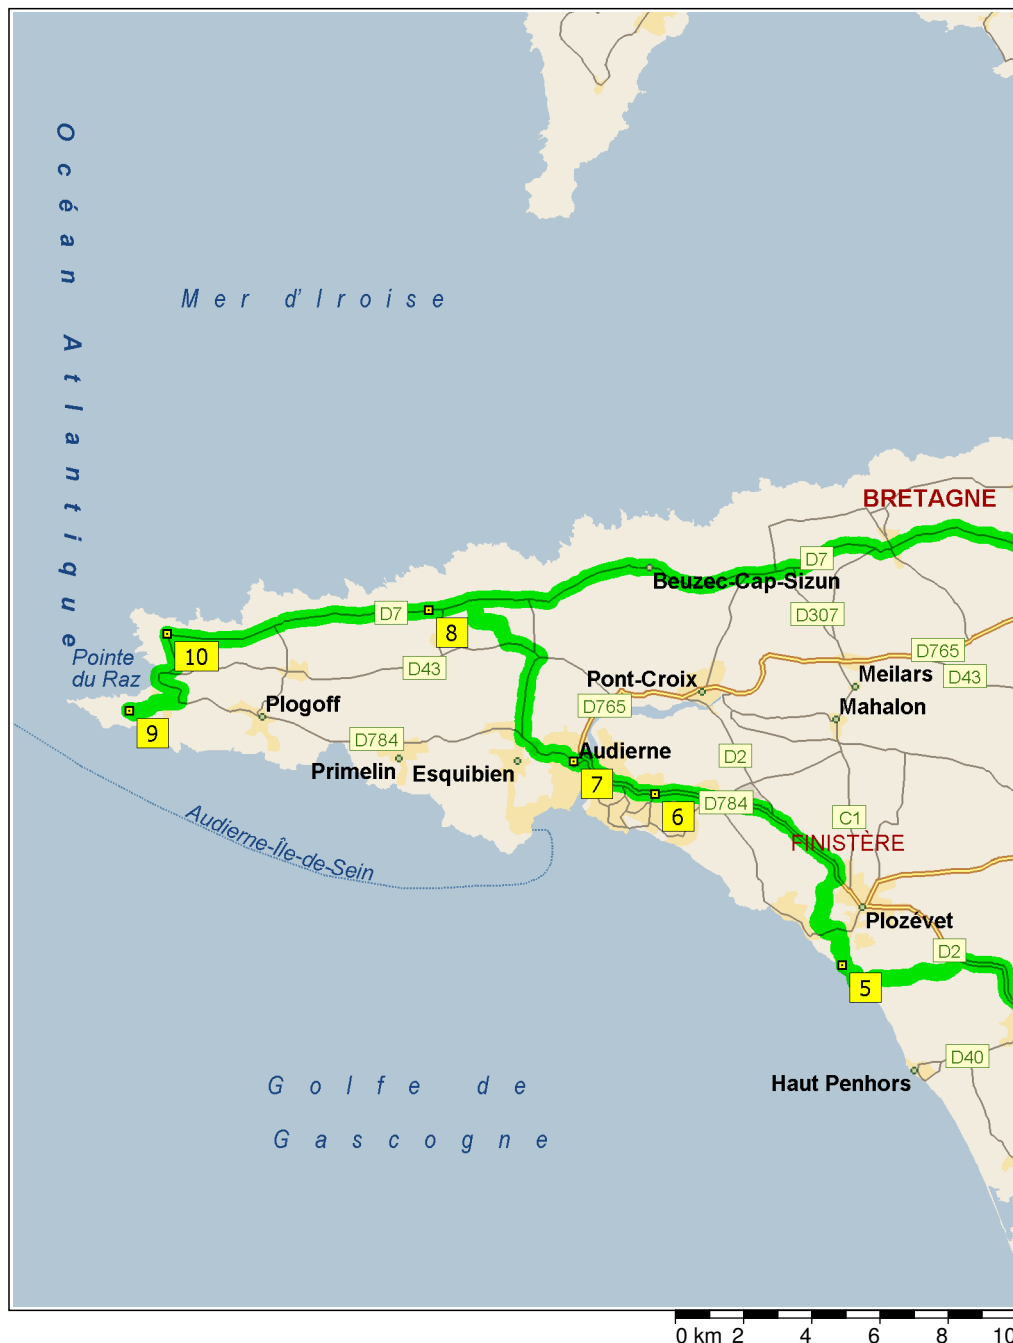 Océan Atlantique
Mer d'Iroise
BRETAGNE
D7
Beuzec-Cap-Sizun
D307
D7
8
10
D765
Pointe
du Raz
D43
Meilars
D43
Pont-Croix
Plogoff
D765
Mahalon
9
D784
Audierne
D2
Primelin
Esquibien
7
D784
6
C1
FINISTÈRE
Audierne-Île-de-Sein
Plozévet
D2
5
D40
Haut Penhors
Golfe de
Gascogne
0 km 2 4 6 8 10